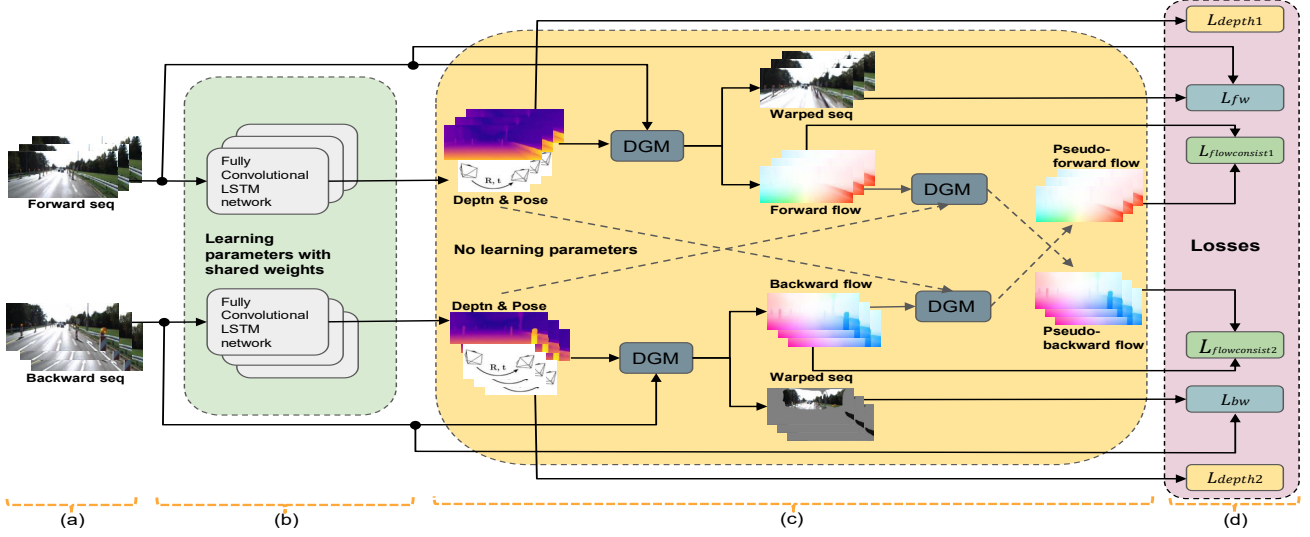 Forward seq
Backward seq
Fully
Convolutional
LSTM
network
Learning
parameters with
shared weights
Fully
Convolutional
LSTM
network
R, t
Deptn & Pose
No learning parameters
Deptn & Pose
R, t
DGM
DGM
Warped seq
Forward flow
DGM
Backward flow
DGM
Warped seq
Pseudo-
forward flow
Pseudo-
backward flow
Ldepth1
Lfw
Lflowconsist1
Losses
Lflowconsist2
Lbw
Ldepth2
(a)
(b)
(c)
(d)